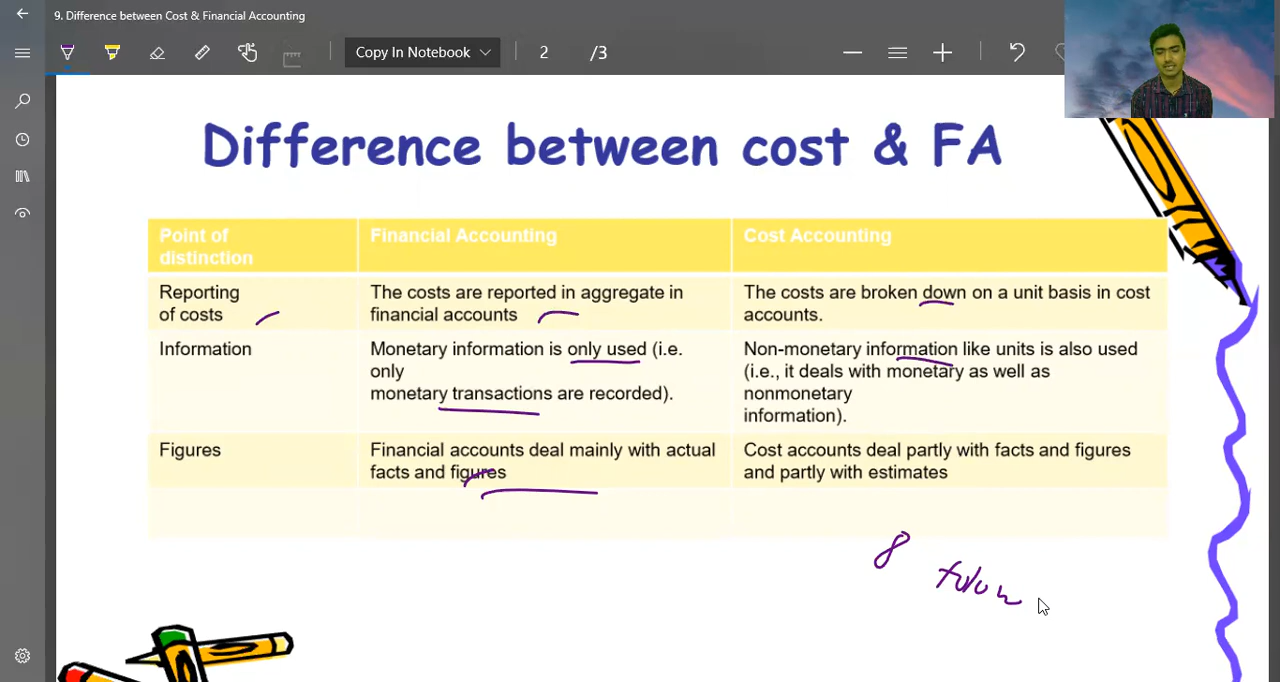 9. Difference between Cost & Financial Accounting
Copy In Notebook
2 /3
Difference between cost & FA
Point of
distinction
Financial Accounting
Cost Accounting
Reporting
of costs
The costs are reported in aggregate in
financial accounts
The costs are broken down on a unit basis in cost
accounts.
Information
Monetary information is only used (i.e.
only
monetary transactions are recorded).
Non-monetary information like units is also used
(i.e., it deals with monetary as well as
nonmonetary
information).
Figures
Financial accounts deal mainly with actual
facts and figures
Cost accounts deal partly with facts and figures
and partly with estimates
8